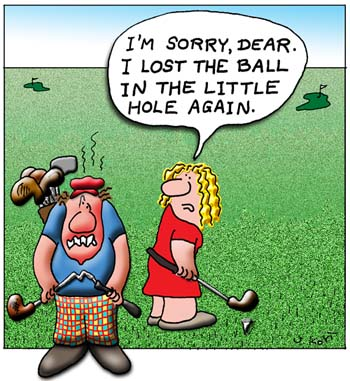 I'M SORRY, DEAR.
I LOST THE BALL
IN THE LITTLE
HOLE AGAIN.